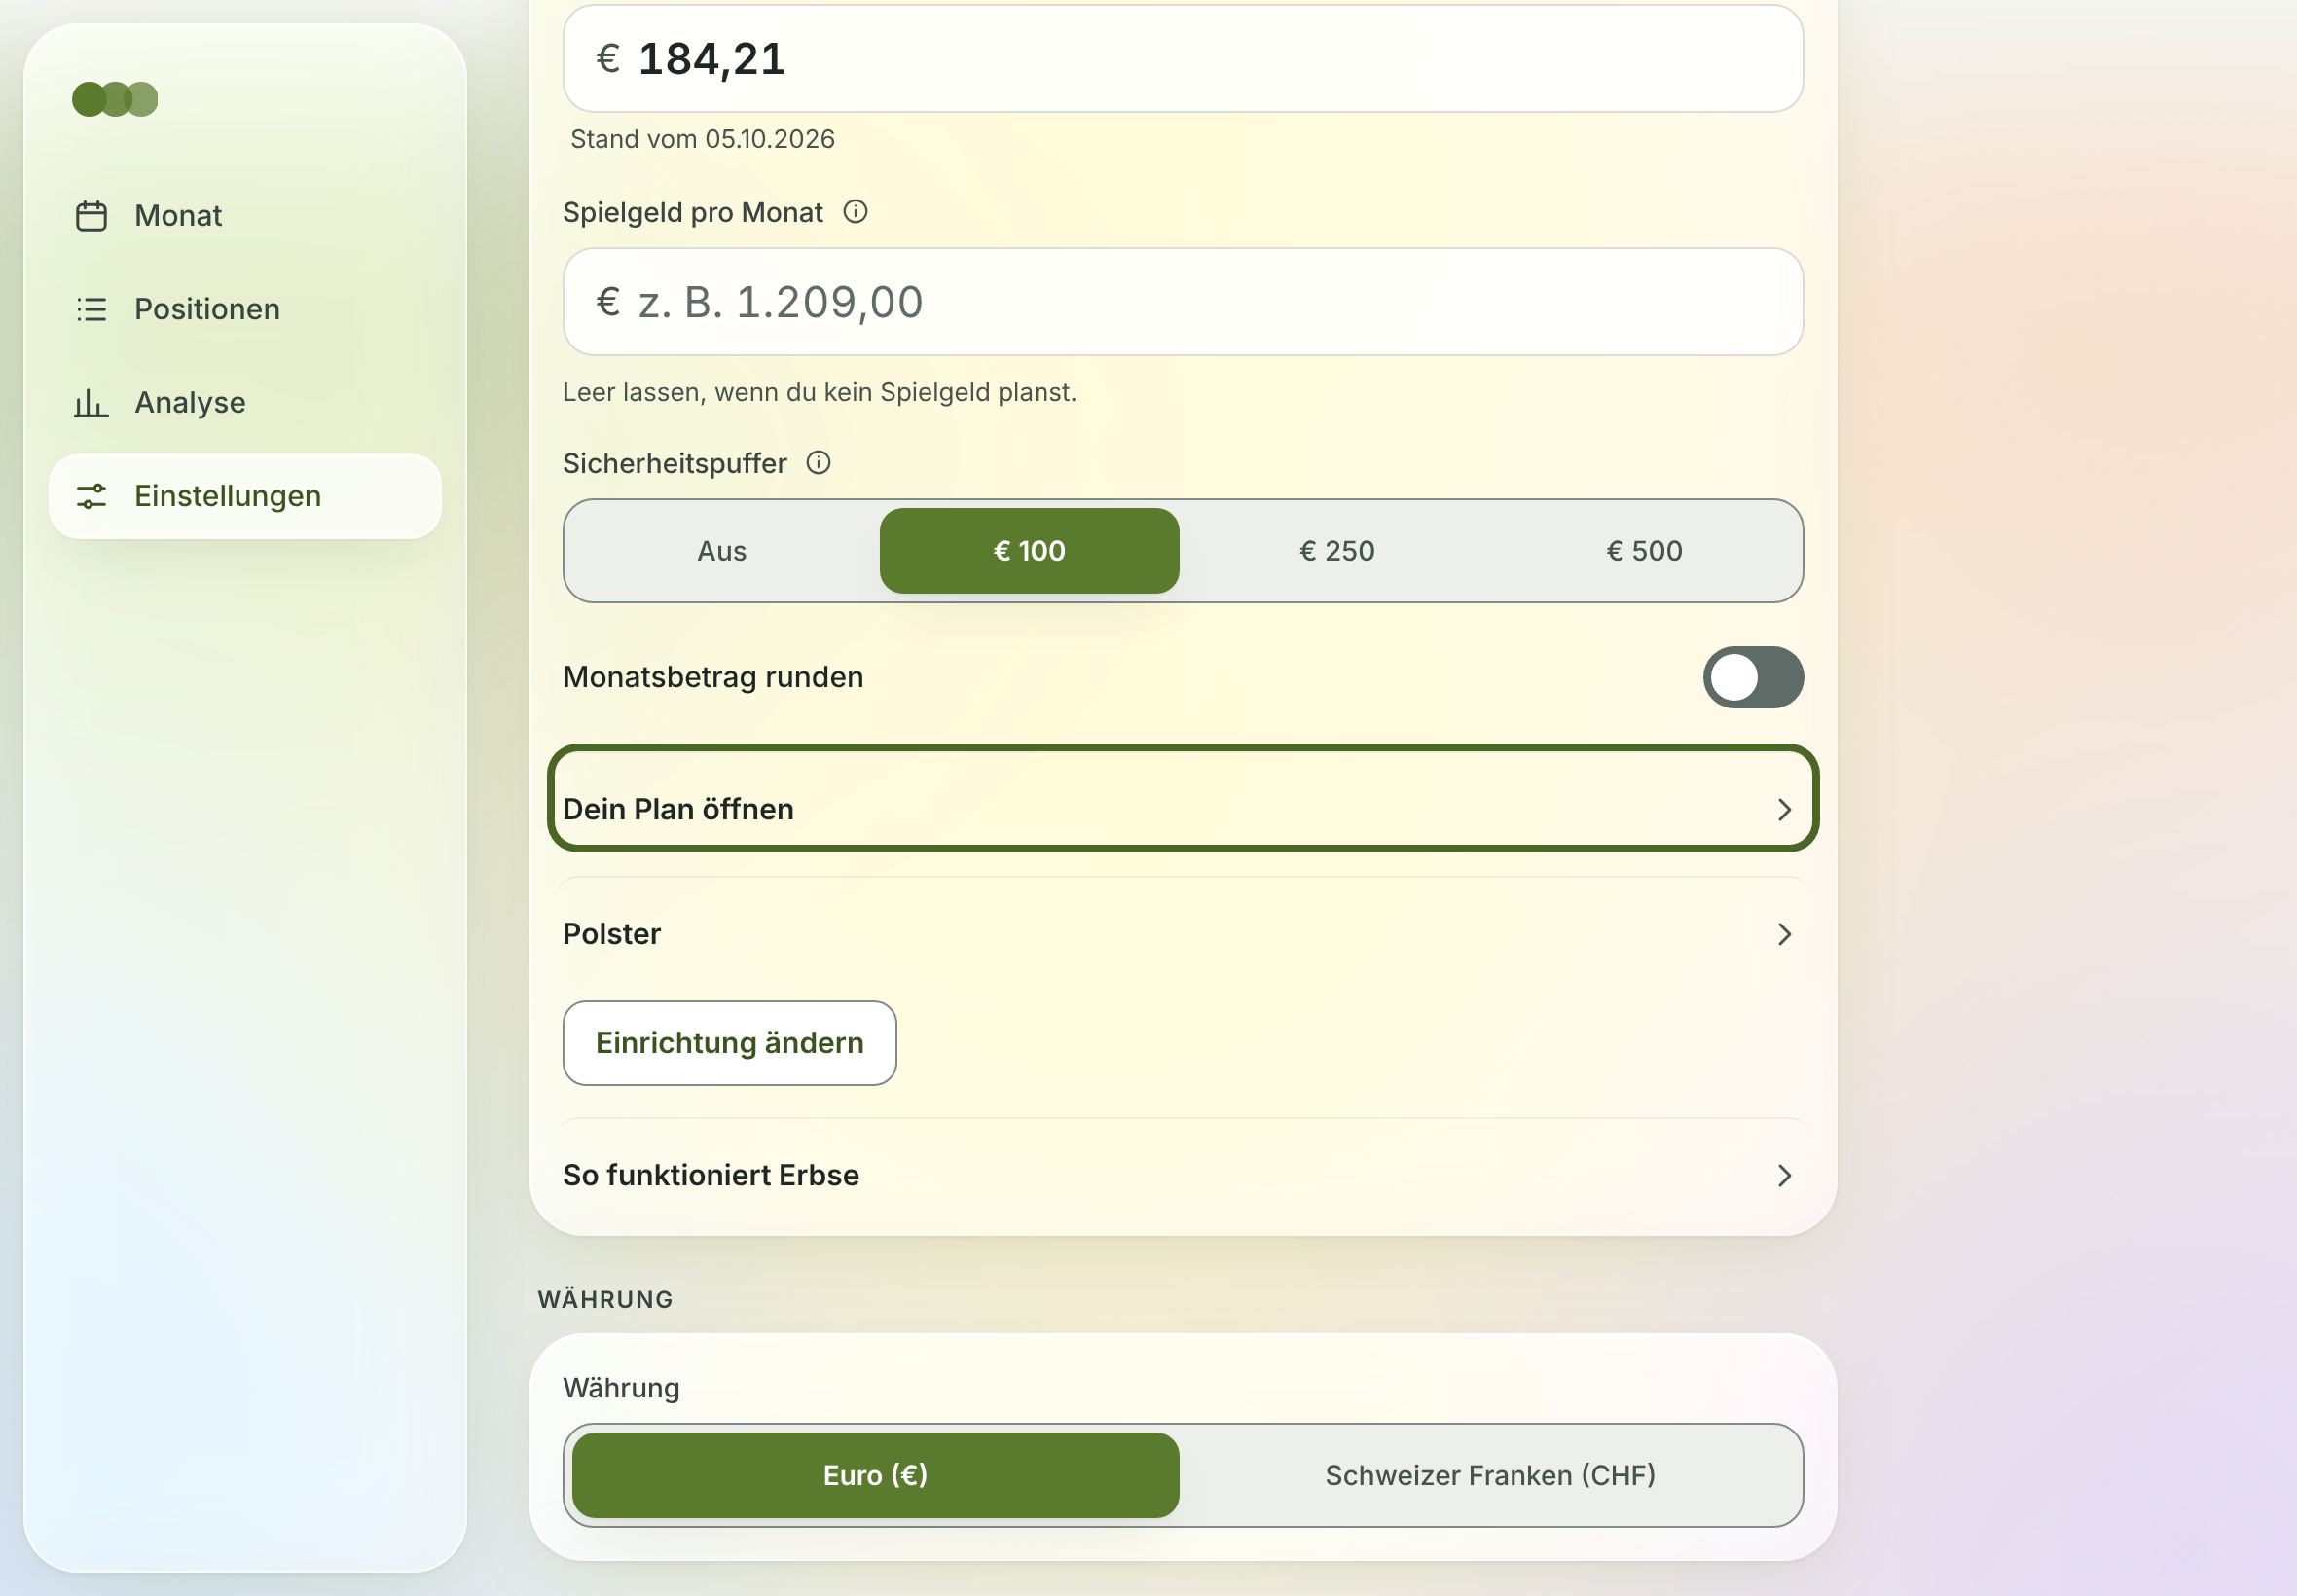 Monat
Positionen
Analyse
Einstellungen
€ 184,21
Stand vom 05.10.2026
Spielgeld pro Monat
€ z. B. 1.209,00
Leer lassen, wenn du kein Spielgeld planst.
Sicherheitspuffer
Aus € 100 € 250 € 500
Monatsbetrag runden
Dein Plan öffnen
Polster
Einrichtung ändern
So funktioniert Erbse
WÄHRUNG
Währung
Euro (€) Schweizer Franken (CHF)